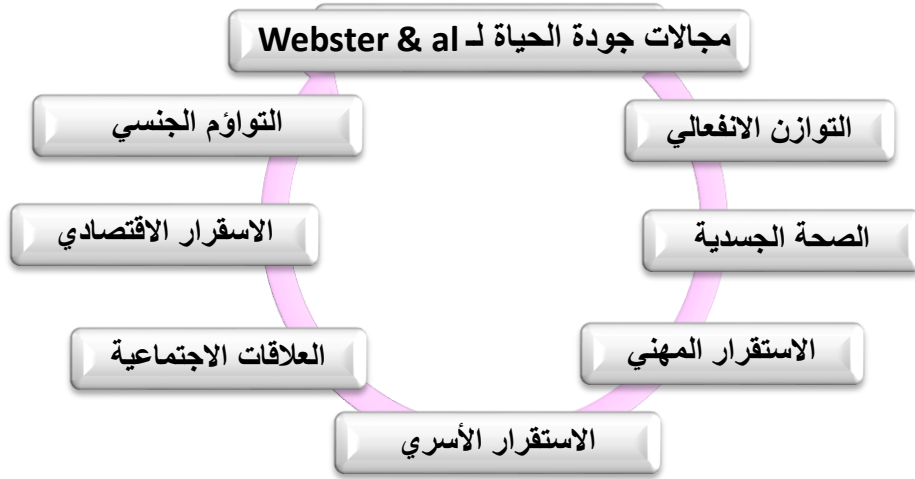 مجالات جودة الحياة لـ Webster & al
التوازن الانفعالي
التواؤم الجنسي
الصحة الجسدية
الاسقرار الاقتصادي
الاستقرار المهني
العلاقات الاجتماعية
الاستقرار الأسري